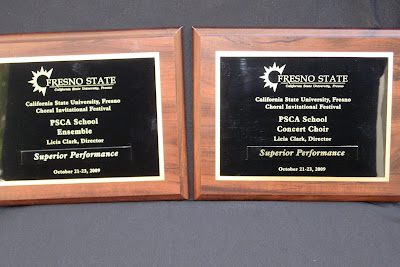 FRESNO STATE
California State University, Fresno
California State University, Fresno
Choral Invitational Festival
PSCA School
Ensemble
Licia Clark, Director
Superior Performance
October 21-23, 2009
FRESNO STATE
California State University, Fresno
California State University, Fresno
Choral Invitational Festival
PSCA School
Concert Choir
Licia Clark, Director
Superior Performance
October 21-23, 2009